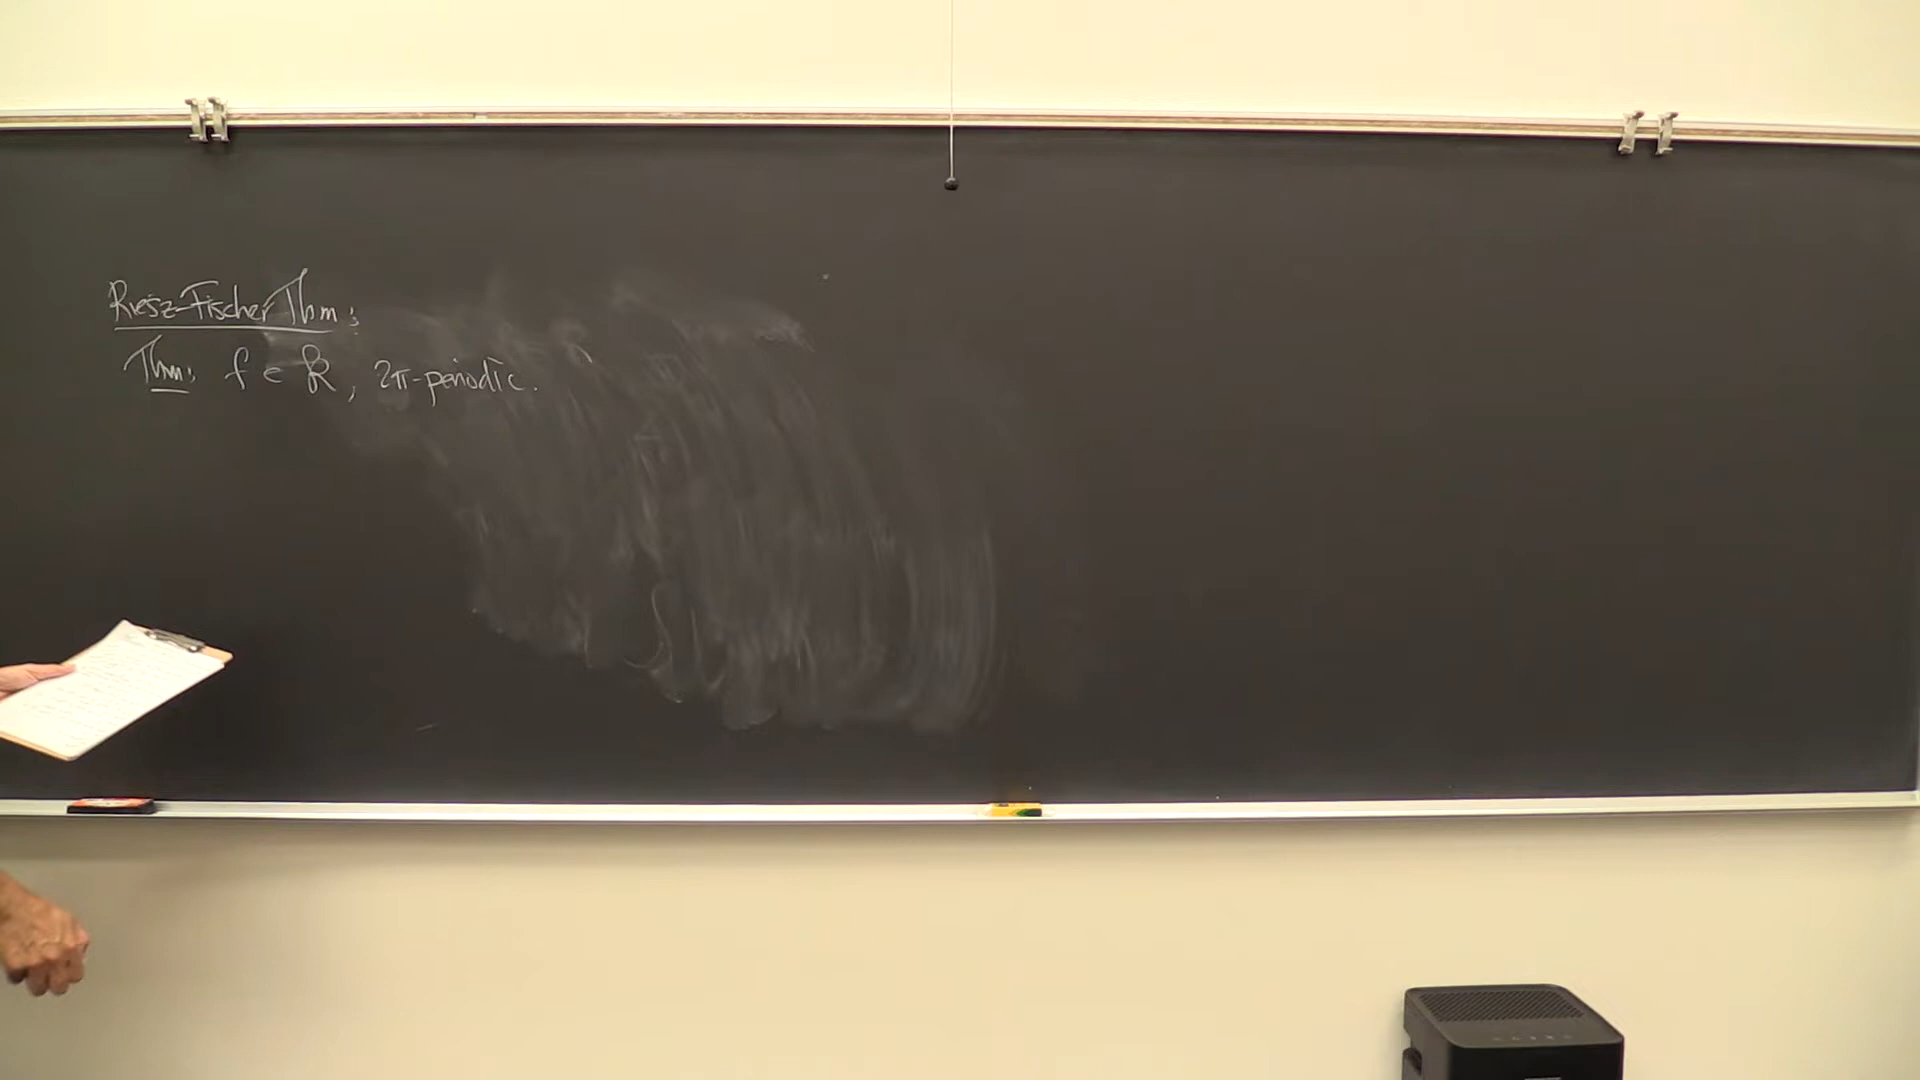 Riesz-Fischer Thm:
Thm: f ∈ ℛ, 2π-periodic.